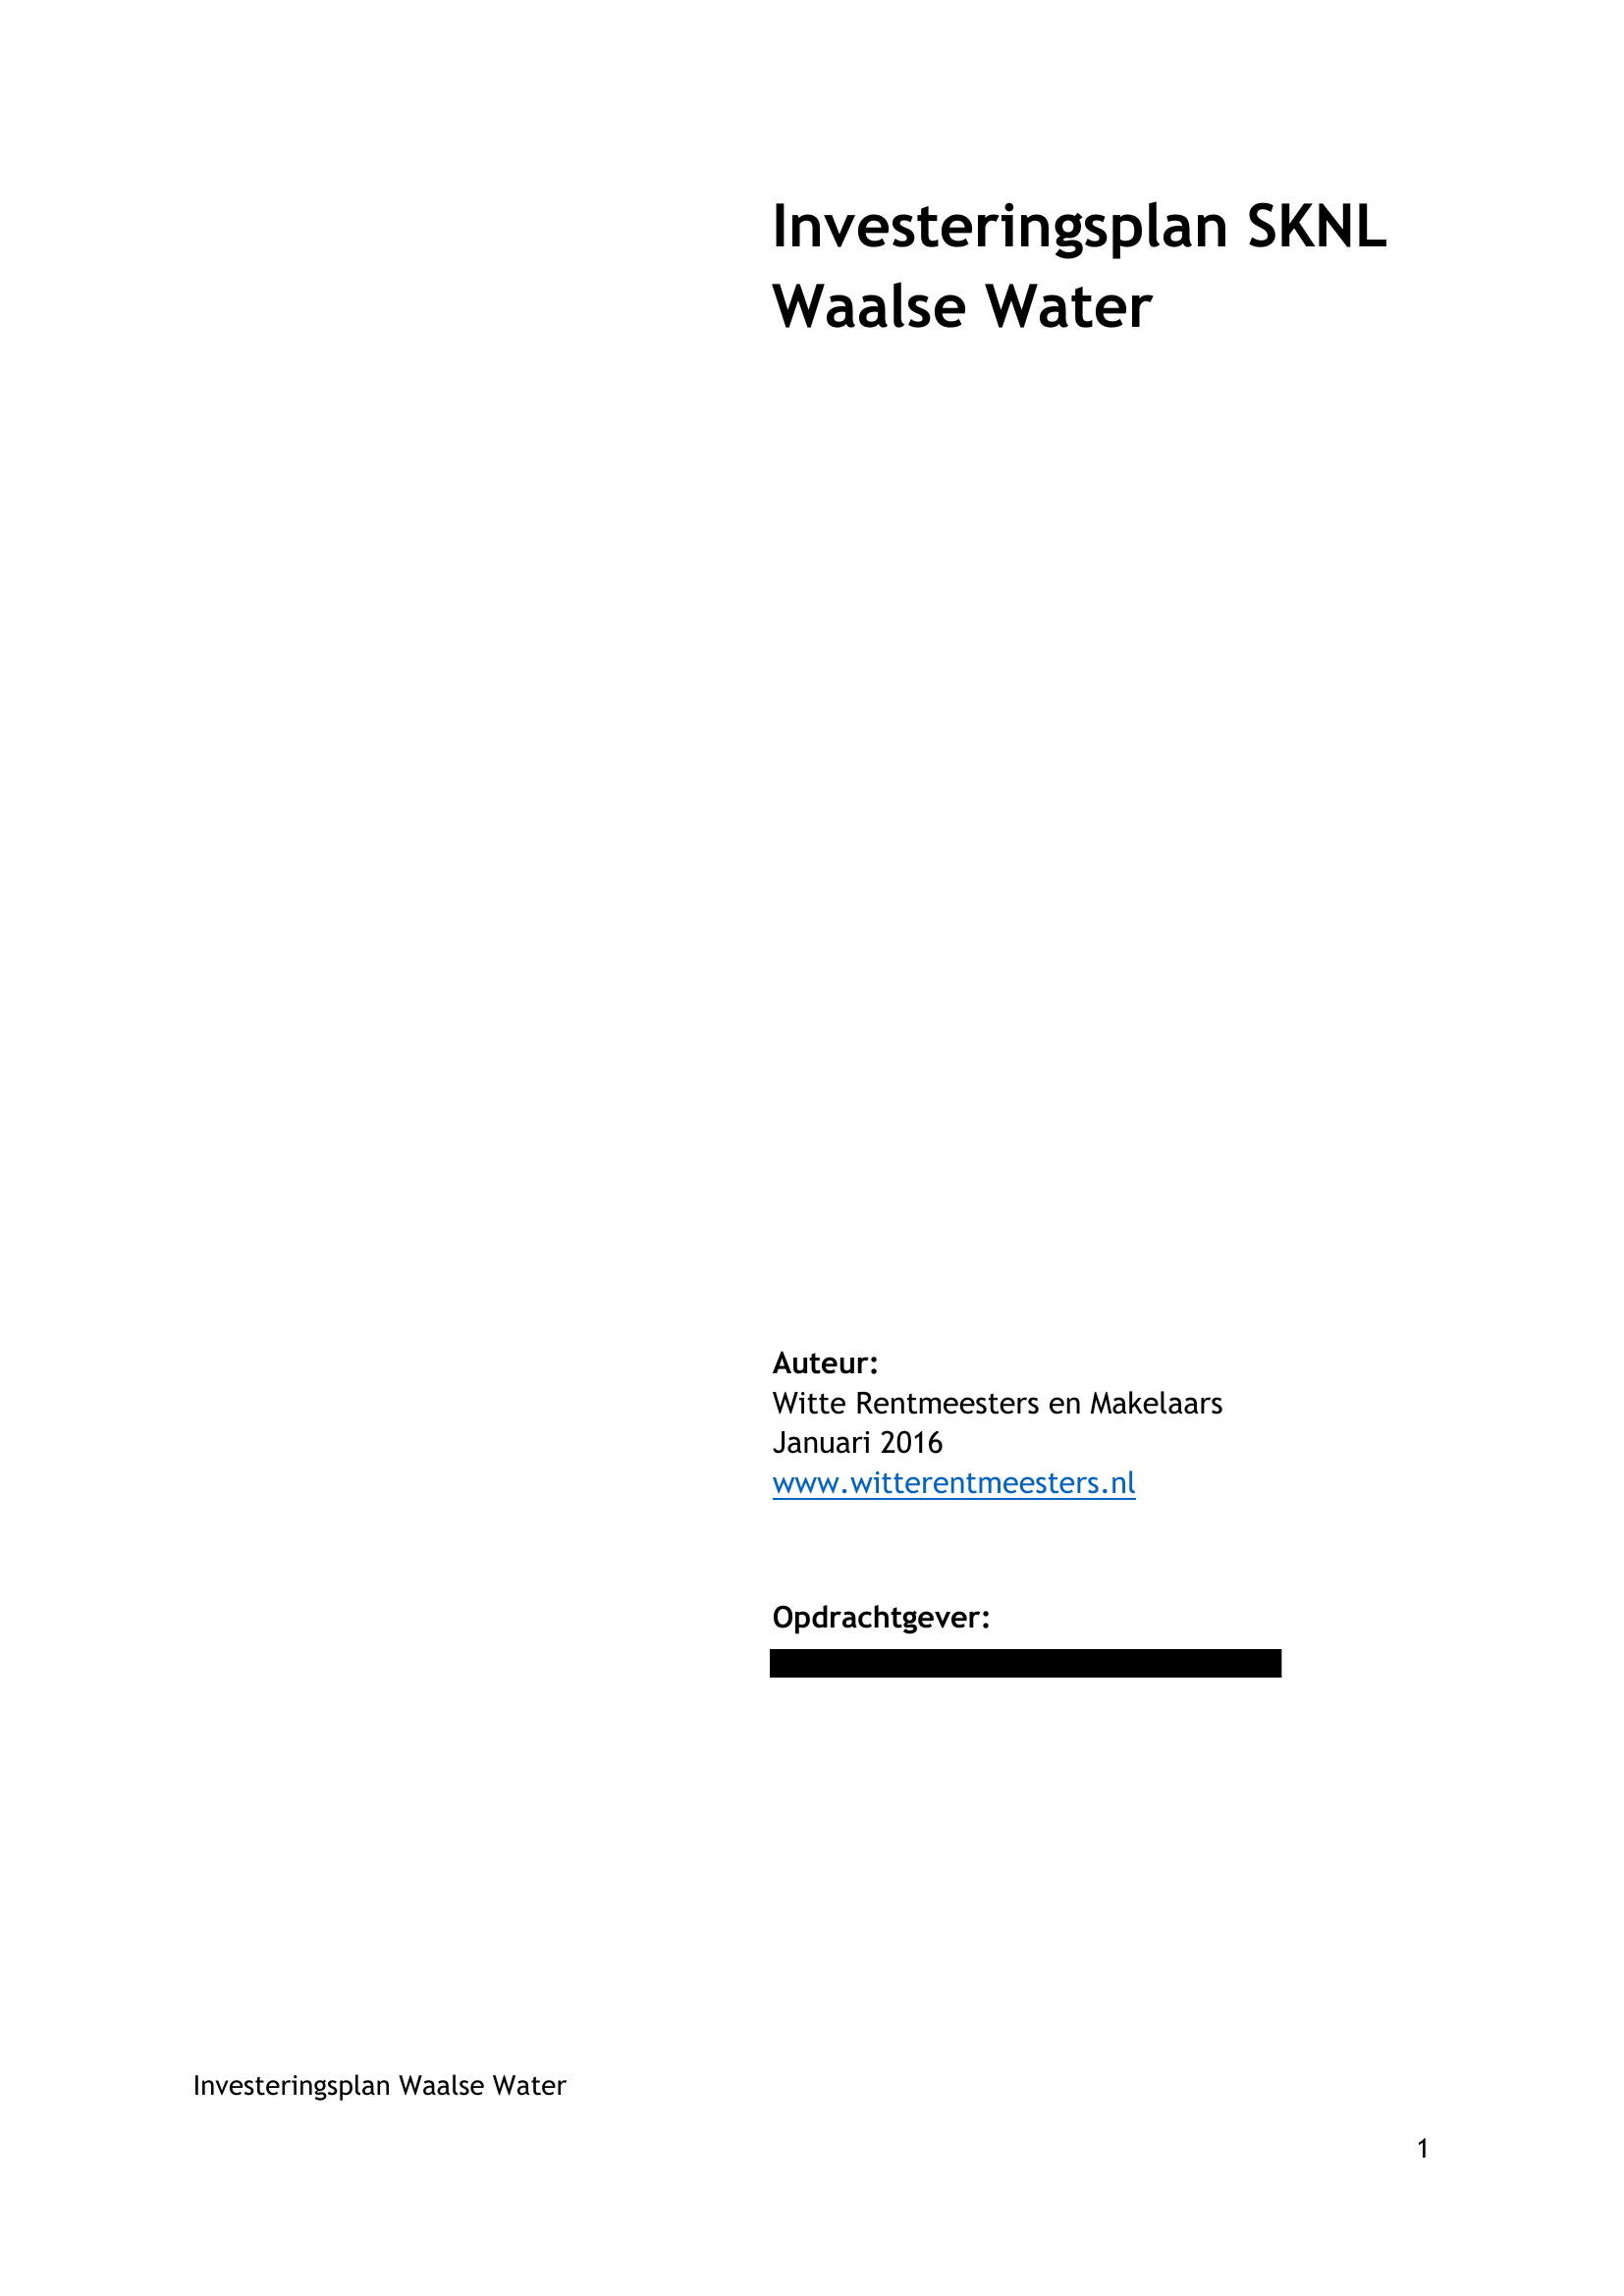 Investeringsplan SKNL
Waalse Water
Auteur:
Witte Rentmeesters en Makelaars
Januari 2016
www.witterentmeesters.nl
Opdrachtgever:
Investeringsplan Waalse Water
1